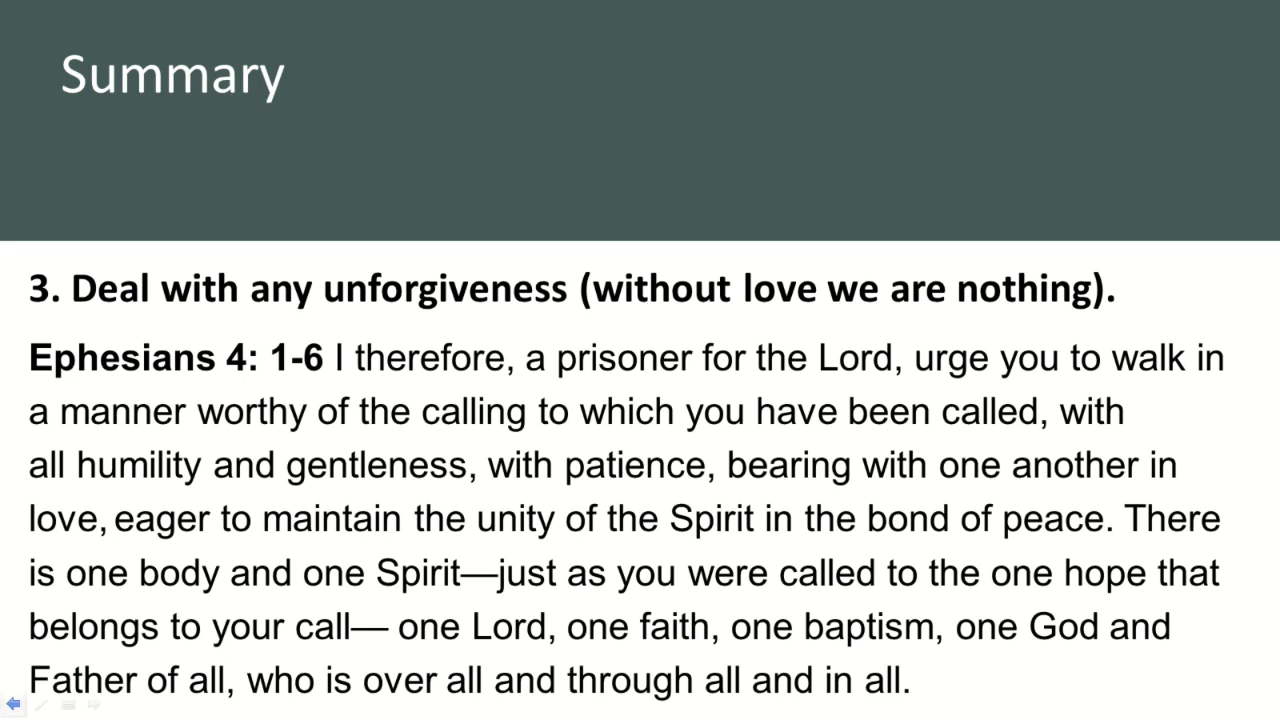 Summary
3. Deal with any unforgiveness (without love we are nothing).
Ephesians 4: 1-6 I therefore, a prisoner for the Lord, urge you to walk in
a manner worthy of the calling to which you have been called, with
all humility and gentleness, with patience, bearing with one another in
love, eager to maintain the unity of the Spirit in the bond of peace. There
is one body and one Spirit—just as you were called to the one hope that
belongs to your call— one Lord, one faith, one baptism, one God and
Father of all, who is over all and through all and in all.